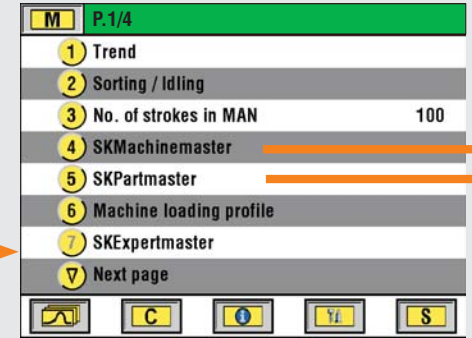 M P.1/4
1 Trend
2 Sorting / Idling
3 No. of strokes in MAN 100
4 SKMachinemaster
5 SKPartmaster
6 Machine loading profile
7 SKExpertmaster
∇ Next page
C i S